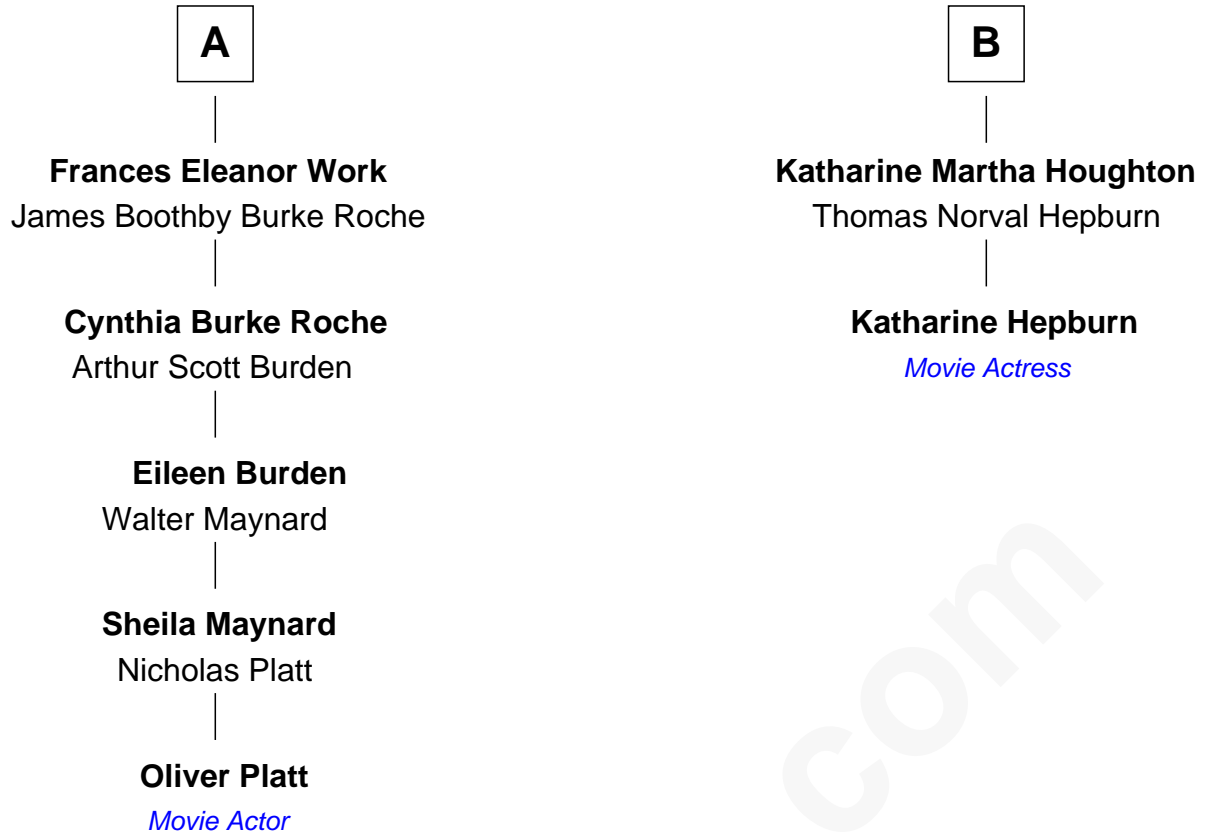 A
Frances Eleanor Work
James Boothby Burke Roche
Cynthia Burke Roche
Arthur Scott Burden
Eileen Burden
Walter Maynard
Sheila Maynard
Nicholas Platt
Oliver Platt
Movie Actor
B
Katharine Martha Houghton
Thomas Norval Hepburn
Katharine Hepburn
Movie Actress
com